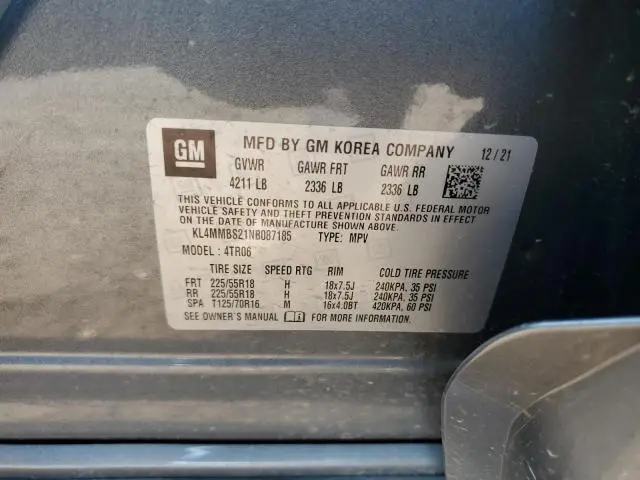 GM MFD BY GM KOREA COMPANY 12/21
GVWR GAWR FRT GAWR RR
4211 LB 2336 LB 2336 LB
THIS VEHICLE CONFORMS TO ALL APPLICABLE U.S. FEDERAL MOTOR
VEHICLE SAFETY AND THEFT PREVENTION STANDARDS IN EFFECT
ON THE DATE OF MANUFACTURE SHOWN ABOVE.
KL4MMBS21NB087185 TYPE: MPV
MODEL: 4TR06
TIRE SIZE SPEED RTG RIM COLD TIRE PRESSURE
FRT 225/55R18 H 18x7.5J 240KPA, 35 PSI
RR 225/55R18 H 18x7.5J 240KPA, 35 PSI
SPA T125/70R16 M 16x4.0BT 420KPA, 60 PSI
SEE OWNER'S MANUAL FOR MORE INFORMATION.